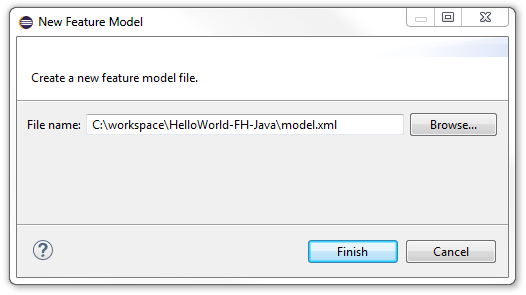 New Feature Model
Create a new feature model file.
File name: C:\workspace\HelloWorld-FH-Java\model.xml Browse...
? Finish Cancel